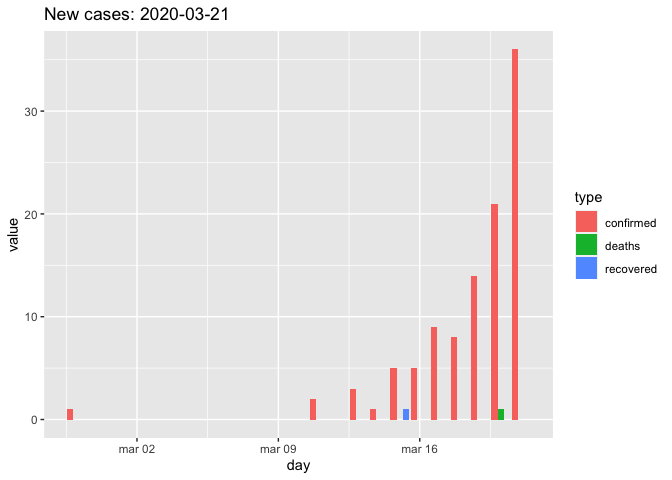 New cases: 2020-03-21
value
30
20
10
0
mar 02
mar 09
mar 16
day
type
confirmed
deaths
recovered